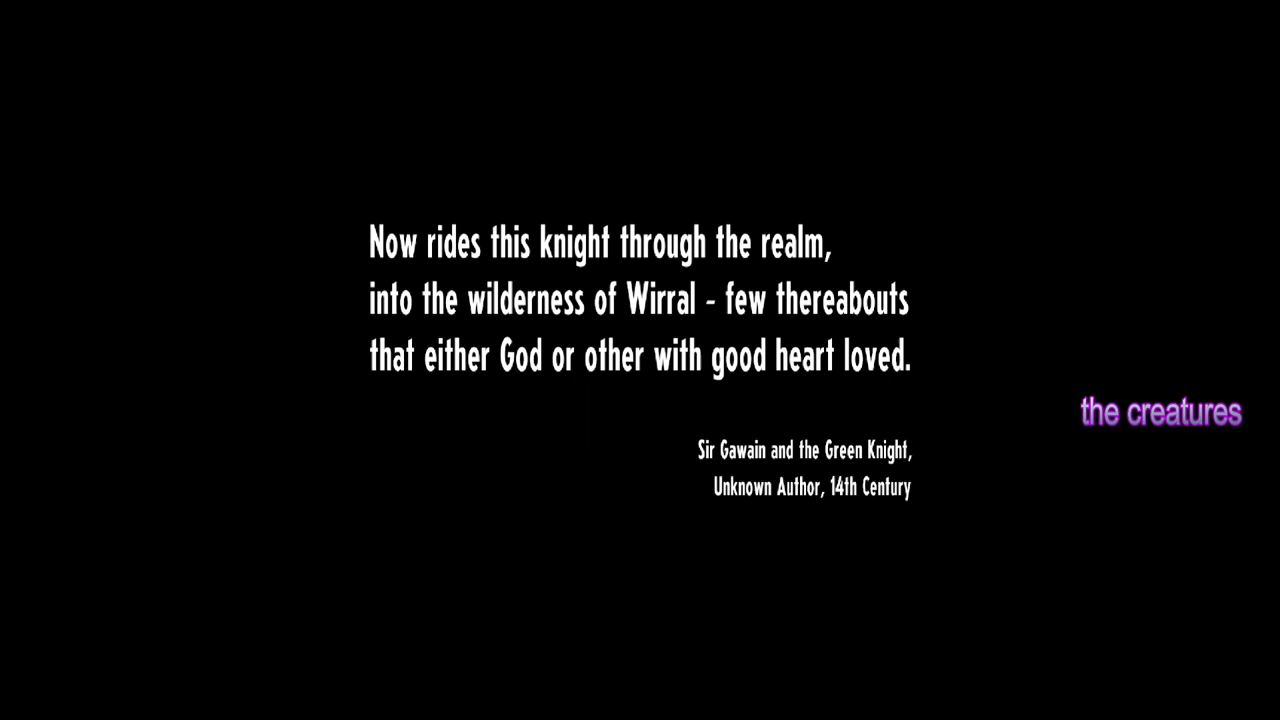 Now rides this knight through the realm,
into the wilderness of Wirral - few thereabouts
that either God or other with good heart loved.
the creatures
Sir Gawain and the Green Knight,
Unknown Author, 14th Century